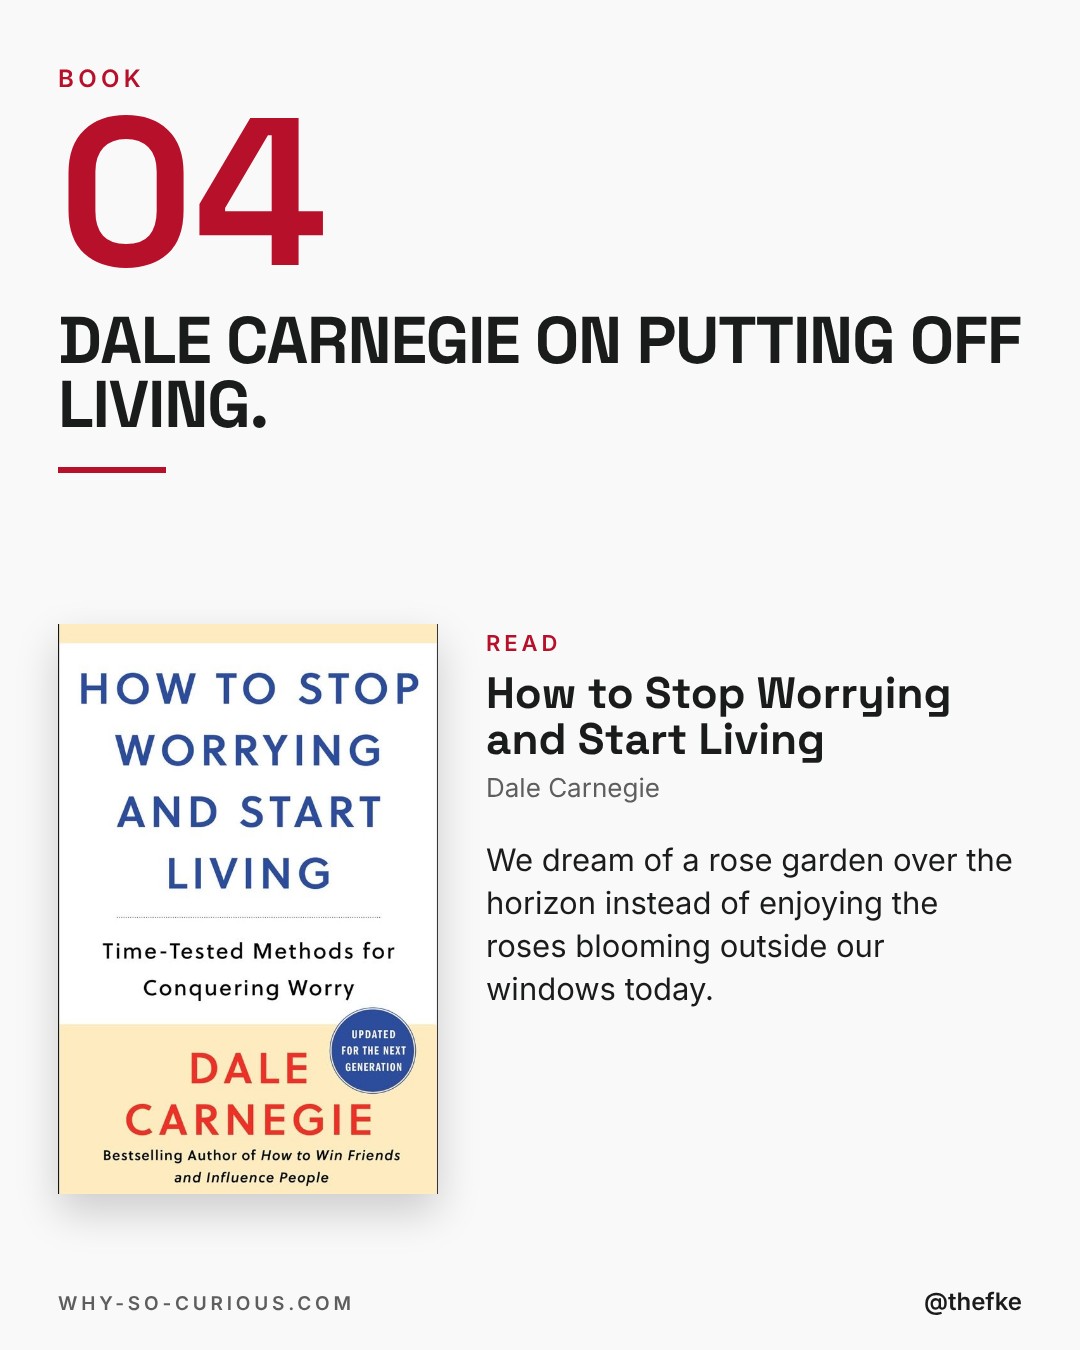 BOOK
04
DALE CARNEGIE ON PUTTING OFF
LIVING.
HOW TO STOP
WORRYING
AND START
LIVING
Time-Tested Methods for
Conquering Worry
UPDATED
FOR THE NEXT
GENERATION
DALE
CARNEGIE
Bestselling Author of How to Win Friends
and Influence People
READ
How to Stop Worrying
and Start Living
Dale Carnegie
We dream of a rose garden over the
horizon instead of enjoying the
roses blooming outside our
windows today.
WHY-SO-CURIOUS.COM
@thefke